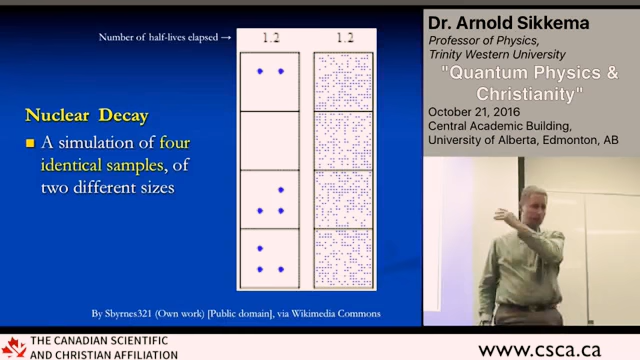 Number of half-lives elapsed →
1.2
1.2
Nuclear Decay
A simulation of four
identical samples, of
two different sizes
By Sbyrnes321 (Own work) [Public domain], via Wikimedia Commons
Dr. Arnold Sikkema
Professor of Physics,
Trinity Western University
"Quantum Physics &
Christianity"
October 21, 2016
Central Academic Building,
University of Alberta, Edmonton, AB
THE CANADIAN SCIENTIFIC
AND CHRISTIAN AFFILIATION
www.csca.ca